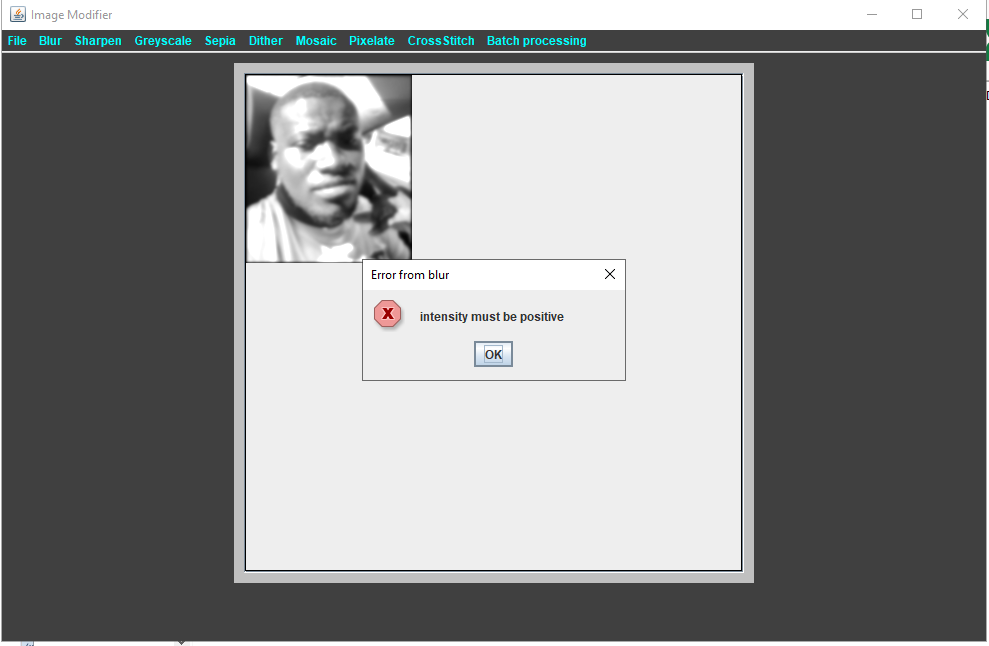 Image Modifier
File Blur Sharpen Greyscale Sepia Dither Mosaic Pixelate CrossStitch Batch processing
Error from blur
intensity must be positive
OK